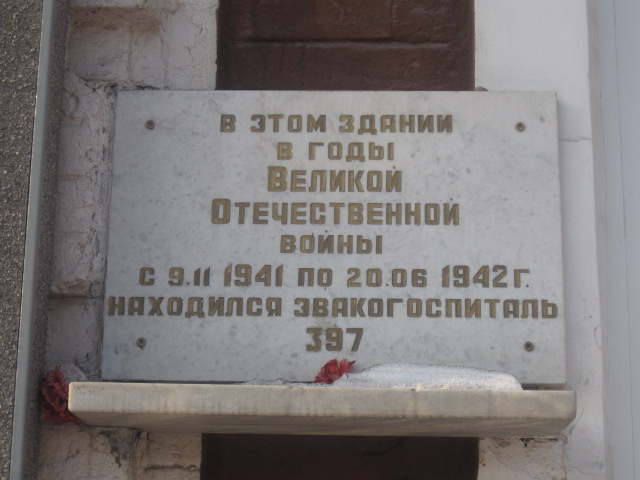 В ЭТОМ ЗДАНИИ
В ГОДЫ
ВЕЛИКОЙ
ОТЕЧЕСТВЕННОЙ
ВОЙНЫ
С 9.11 1941 ПО 20.06 1942 Г.
НАХОДИЛСЯ ЭВАКОГОСПИТАЛЬ
397